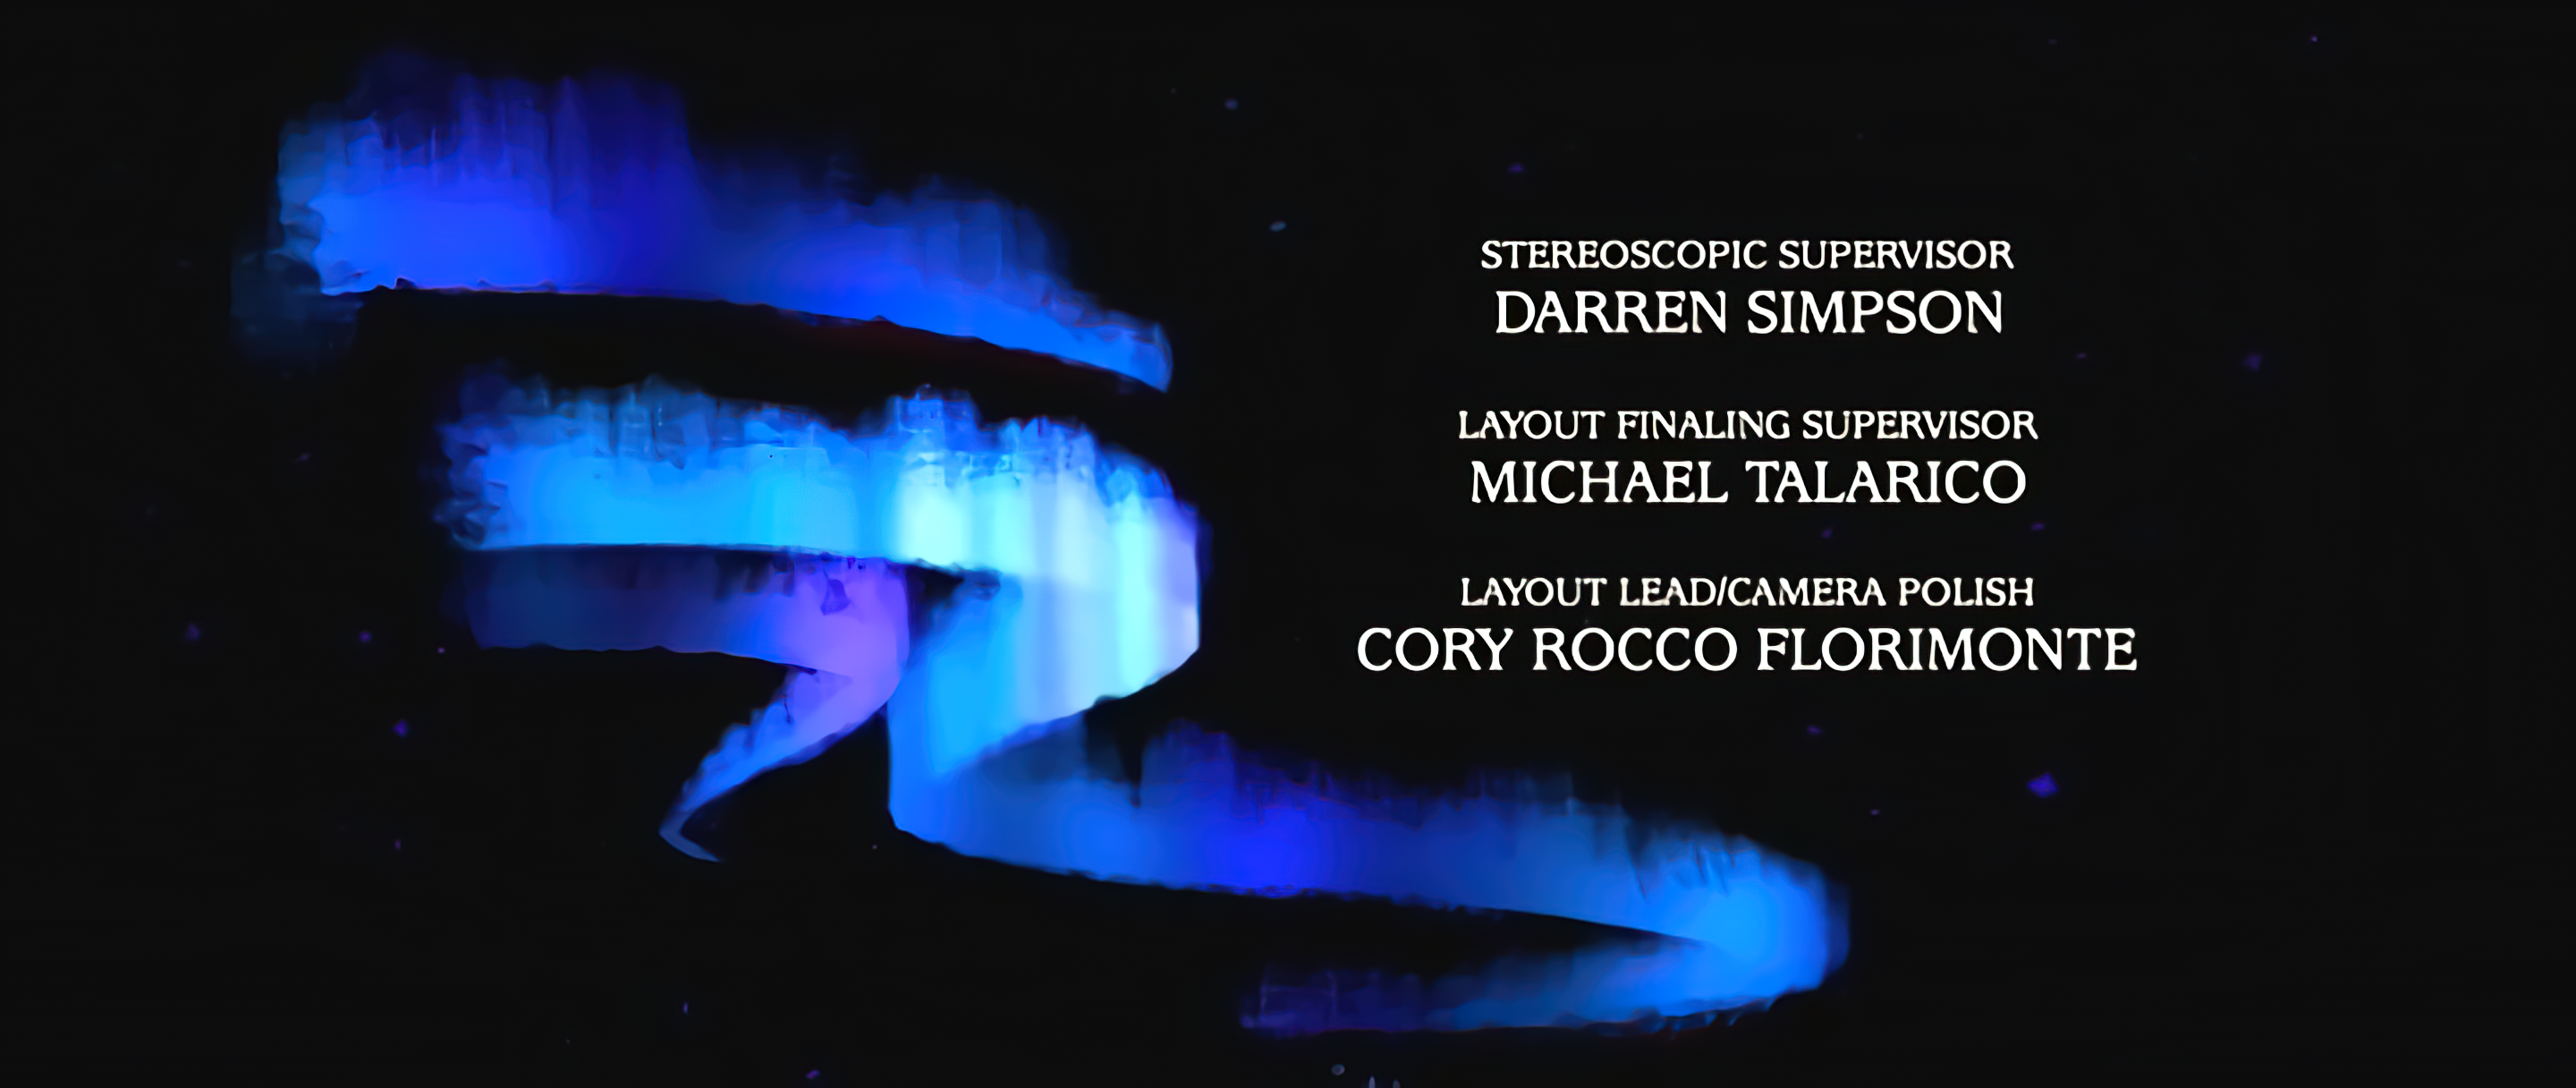 STEREOSCOPIC SUPERVISOR
DARREN SIMPSON
LAYOUT FINALING SUPERVISOR
MICHAEL TALARICO
LAYOUT LEAD/CAMERA POLISH
CORY ROCCO FLORIMONTE